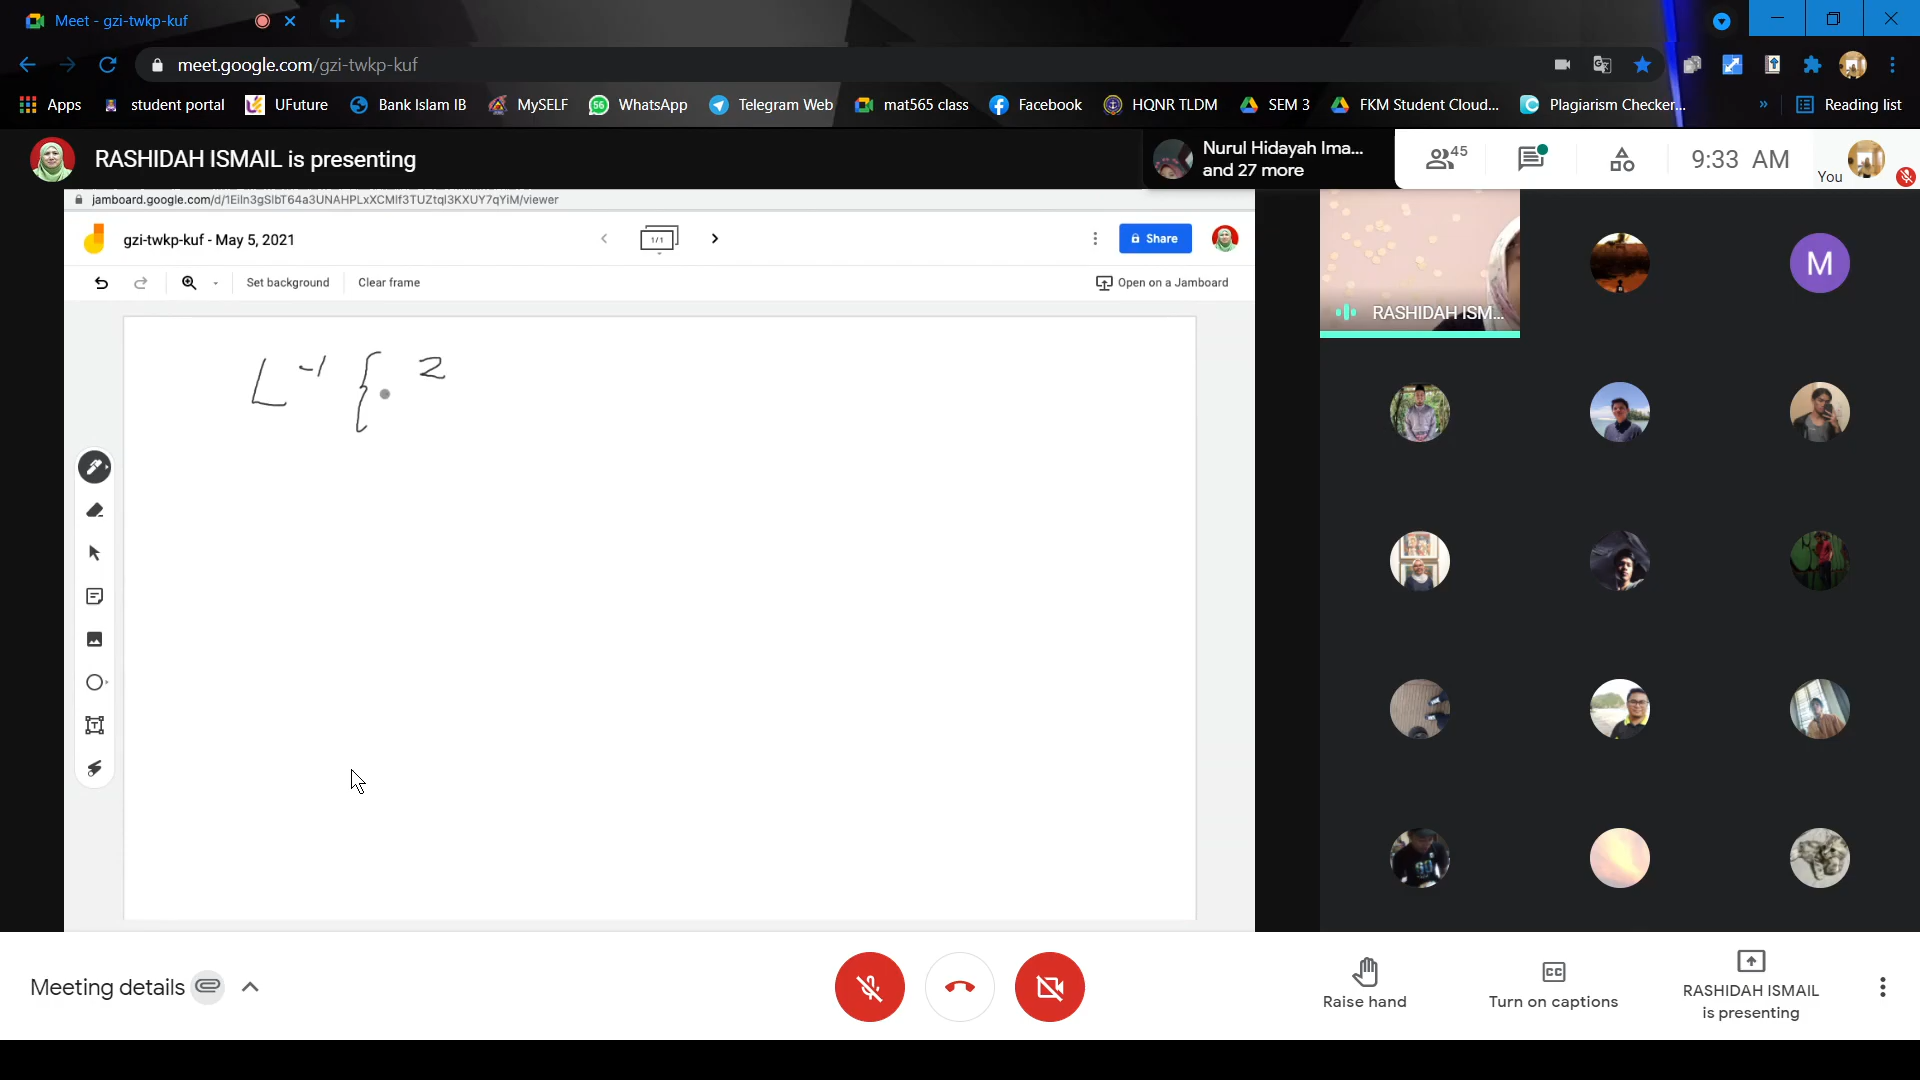 Meet - gzi-twkp-kuf
meet.google.com/gzi-twkp-kuf
Apps student portal UFuture Bank Islam IB MySELF 56 WhatsApp Telegram Web mat565 class Facebook HQNR TLDM SEM 3 FKM Student Cloud... Plagiarism Checker... » Reading list
RASHIDAH ISMAIL is presenting
Nurul Hidayah Ima...
and 27 more
45
9:33 AM
You
jamboard.google.com/d/1Eiln3gSlbT64a3UNAHPLxXCMlf3TUZtql3KXUY7qYiM/viewer
gzi-twkp-kuf - May 5, 2021
1/1
Share
Set background Clear frame Open on a Jamboard
L⁻¹ { 2
RASHIDAH ISM...
M
Meeting details
Raise hand
Turn on captions
RASHIDAH ISMAIL
is presenting